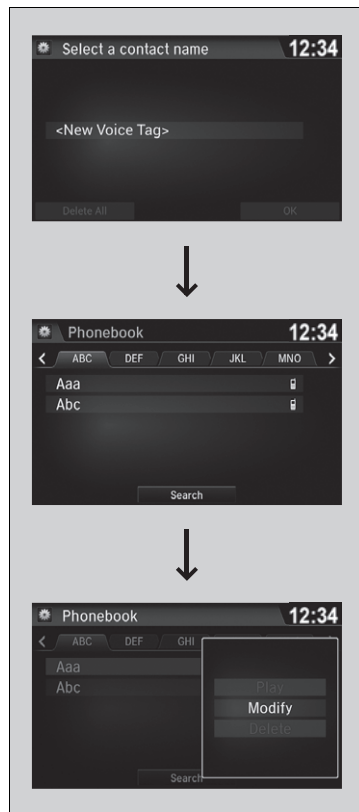 Select a contact name 12:34
<New Voice Tag>
Delete All OK
Phonebook 12:34
ABC DEF GHI JKL MNO
Aaa
Abc
Search
Phonebook 12:34
ABC DEF GHI
Aaa
Abc
Play
Modify
Delete
Search